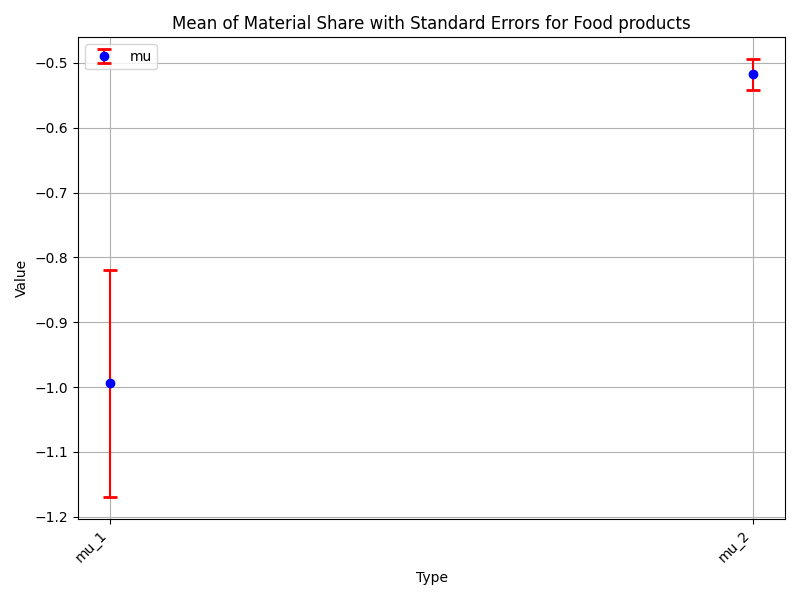 Mean of Material Share with Standard Errors for Food products
mu
−0.5
−0.6
−0.7
−0.8
−0.9
−1.0
−1.1
−1.2
Value
mu_1
mu_2
Type